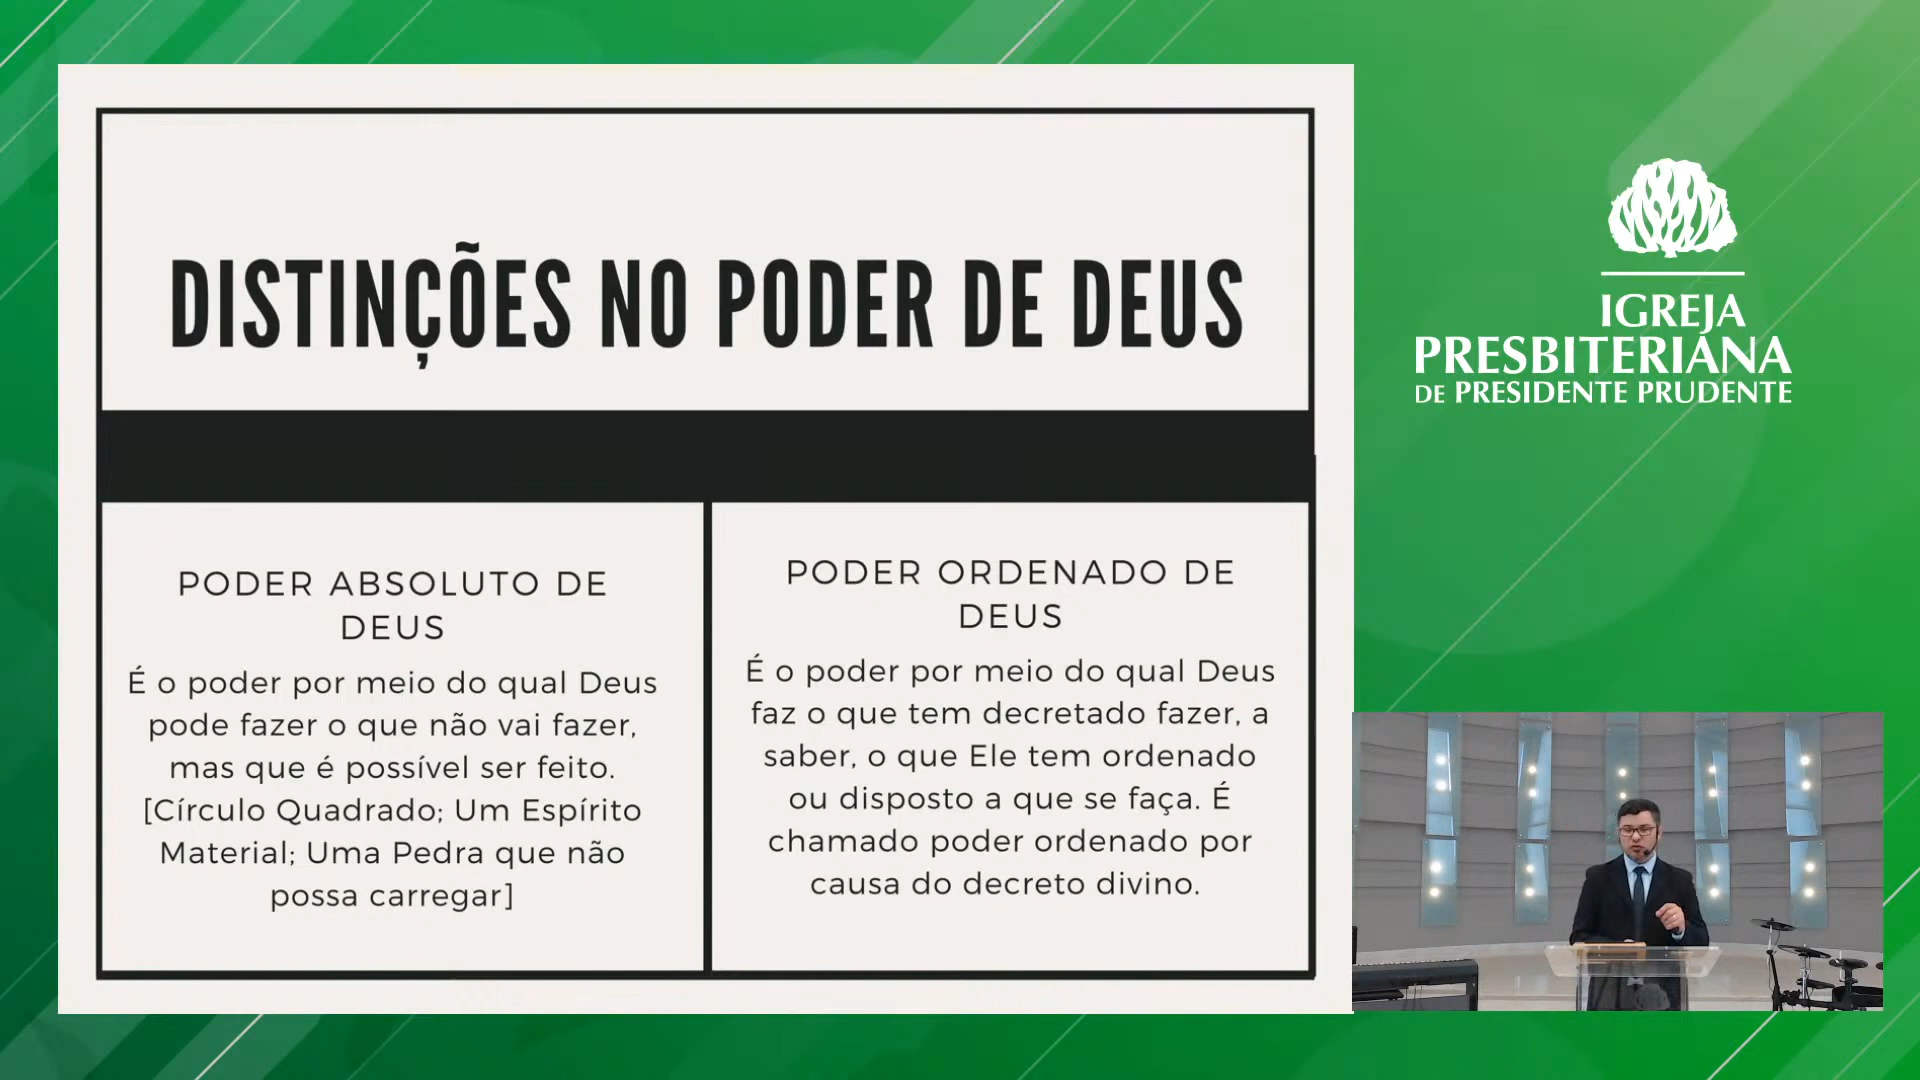 DISTINÇÕES NO PODER DE DEUS
PODER ABSOLUTO DE
DEUS
É o poder por meio do qual Deus
pode fazer o que não vai fazer,
mas que é possível ser feito.
[Círculo Quadrado; Um Espírito
Material; Uma Pedra que não
possa carregar]
PODER ORDENADO DE
DEUS
É o poder por meio do qual Deus
faz o que tem decretado fazer, a
saber, o que Ele tem ordenado
ou disposto a que se faça. É
chamado poder ordenado por
causa do decreto divino.
IGREJA
PRESBITERIANA
DE PRESIDENTE PRUDENTE